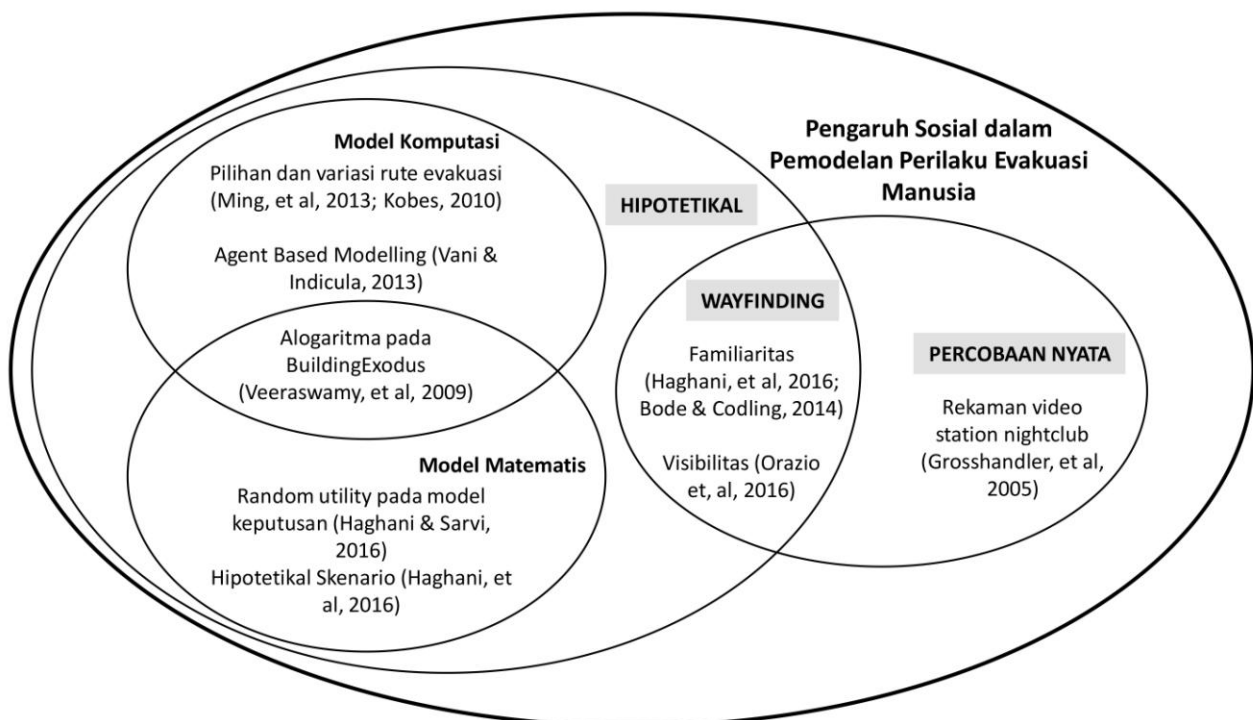 Pengaruh Sosial dalam
Pemodelan Perilaku Evakuasi
Manusia
Model Komputasi
Pilihan dan variasi rute evakuasi
(Ming, et al, 2013; Kobes, 2010)
Agent Based Modelling (Vani &
Indicula, 2013)
Alogaritma pada
BuildingExodus
(Veeraswamy, et al, 2009)
Model Matematis
Random utility pada model
keputusan (Haghani & Sarvi,
2016)
Hipotetikal Skenario (Haghani, et
al, 2016)
HIPOTETIKAL
WAYFINDING
Familiaritas
(Haghani, et al, 2016;
Bode & Codling, 2014)
Visibilitas (Orazio
et, al, 2016)
PERCOBAAN NYATA
Rekaman video
station nightclub
(Grosshandler, et al,
2005)